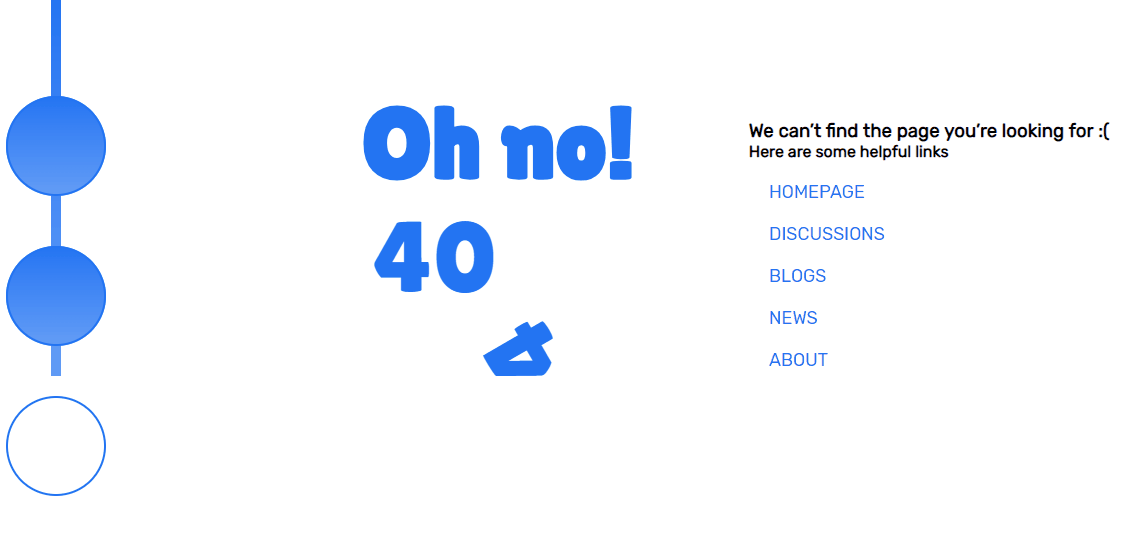 Oh no!
40
4
We can’t find the page you’re looking for :(
Here are some helpful links
HOMEPAGE
DISCUSSIONS
BLOGS
NEWS
ABOUT